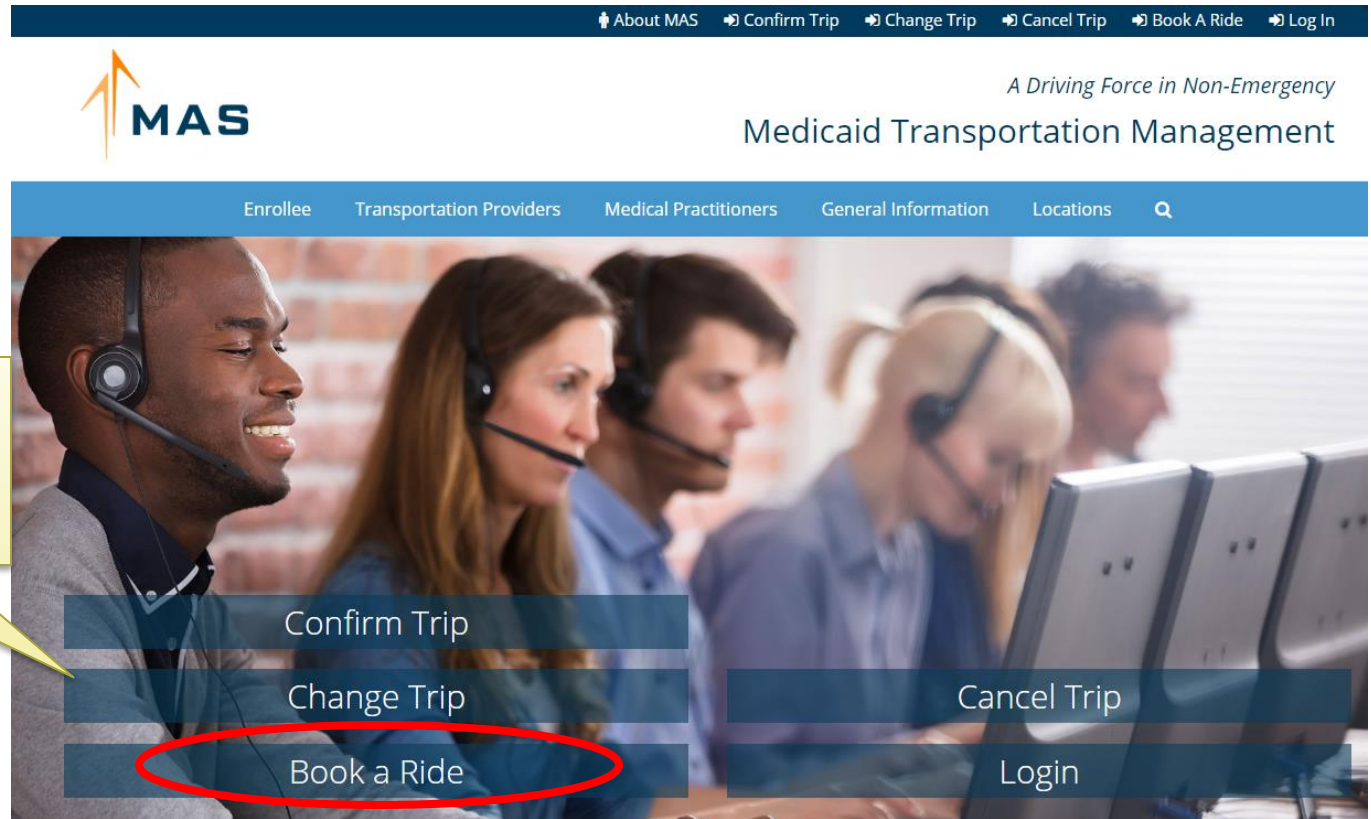 About MAS Confirm Trip Change Trip Cancel Trip Book A Ride Log In
MAS
A Driving Force in Non-Emergency
Medicaid Transportation Management
Enrollee Transportation Providers Medical Practitioners General Information Locations
Confirm Trip
Change Trip Cancel Trip
Book a Ride Login